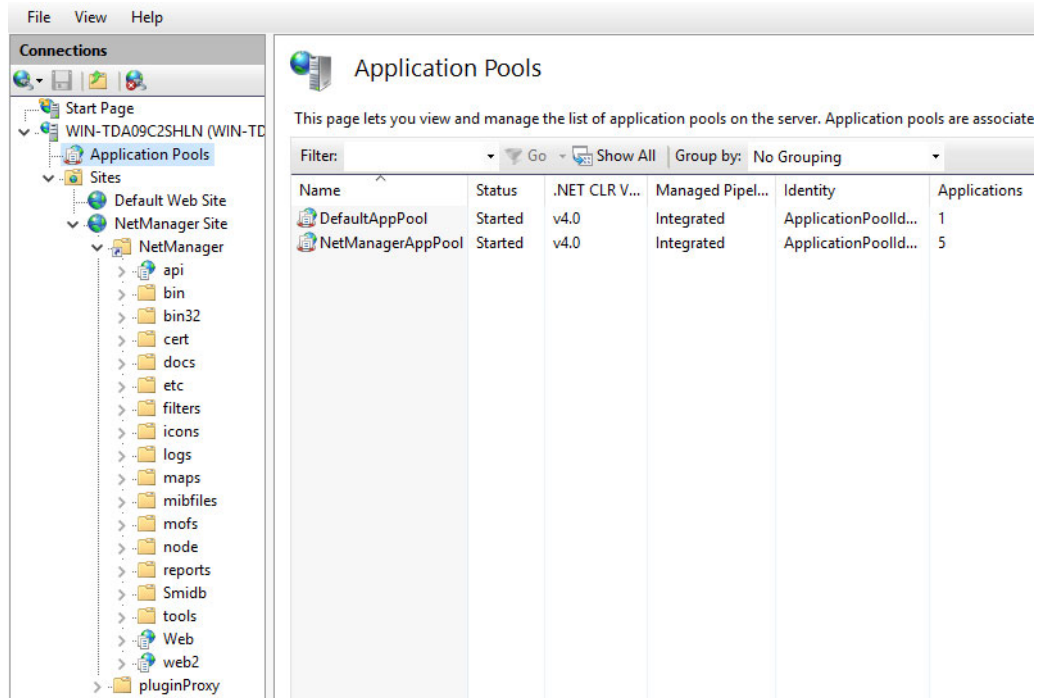 File View Help
Connections
Start Page
WIN-TDA09C2SHLN (WIN-TD
Application Pools
Sites
Default Web Site
NetManager Site
NetManager
api
bin
bin32
cert
docs
etc
filters
icons
logs
maps
mibfiles
mofs
node
reports
Smidb
tools
Web
web2
pluginProxy
Application Pools
This page lets you view and manage the list of application pools on the server. Application pools are associate
Filter: Go Show All Group by: No Grouping
Name Status .NET CLR V... Managed Pipel... Identity Applications
DefaultAppPool Started v4.0 Integrated ApplicationPoolId... 1
NetManagerAppPool Started v4.0 Integrated ApplicationPoolId... 5